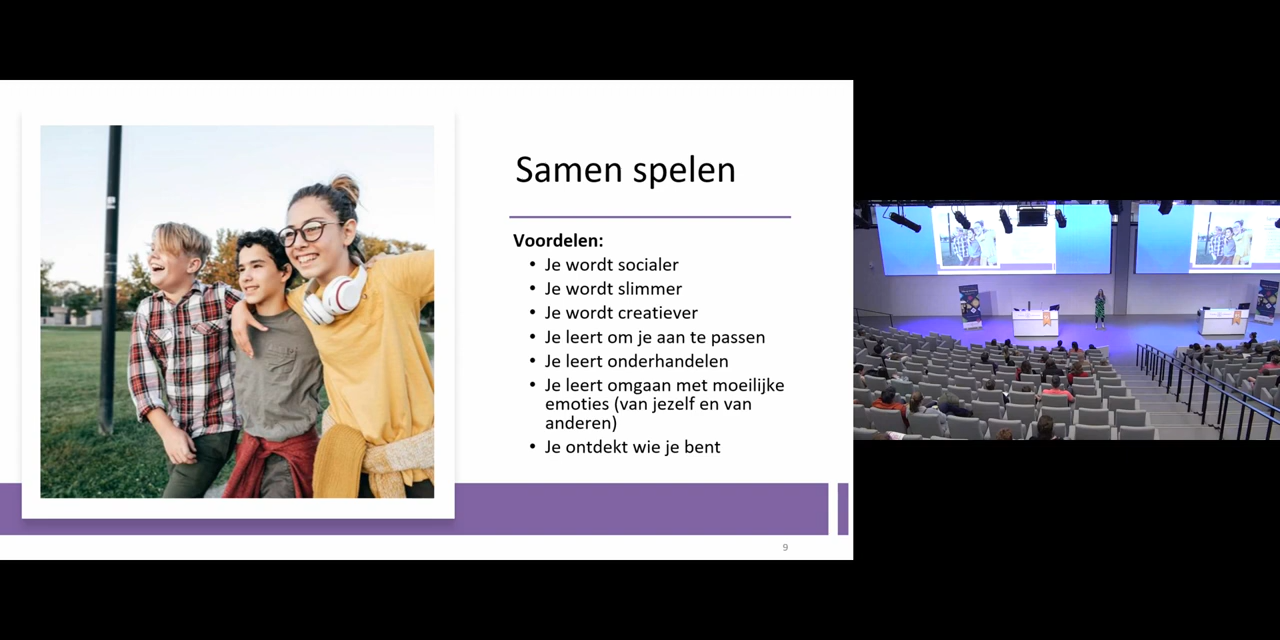 Samen spelen
Voordelen:
• Je wordt socialer
• Je wordt slimmer
• Je wordt creatiever
• Je leert om je aan te passen
• Je leert onderhandelen
• Je leert omgaan met moeilijke
emoties (van jezelf en van
anderen)
• Je ontdekt wie je bent
9